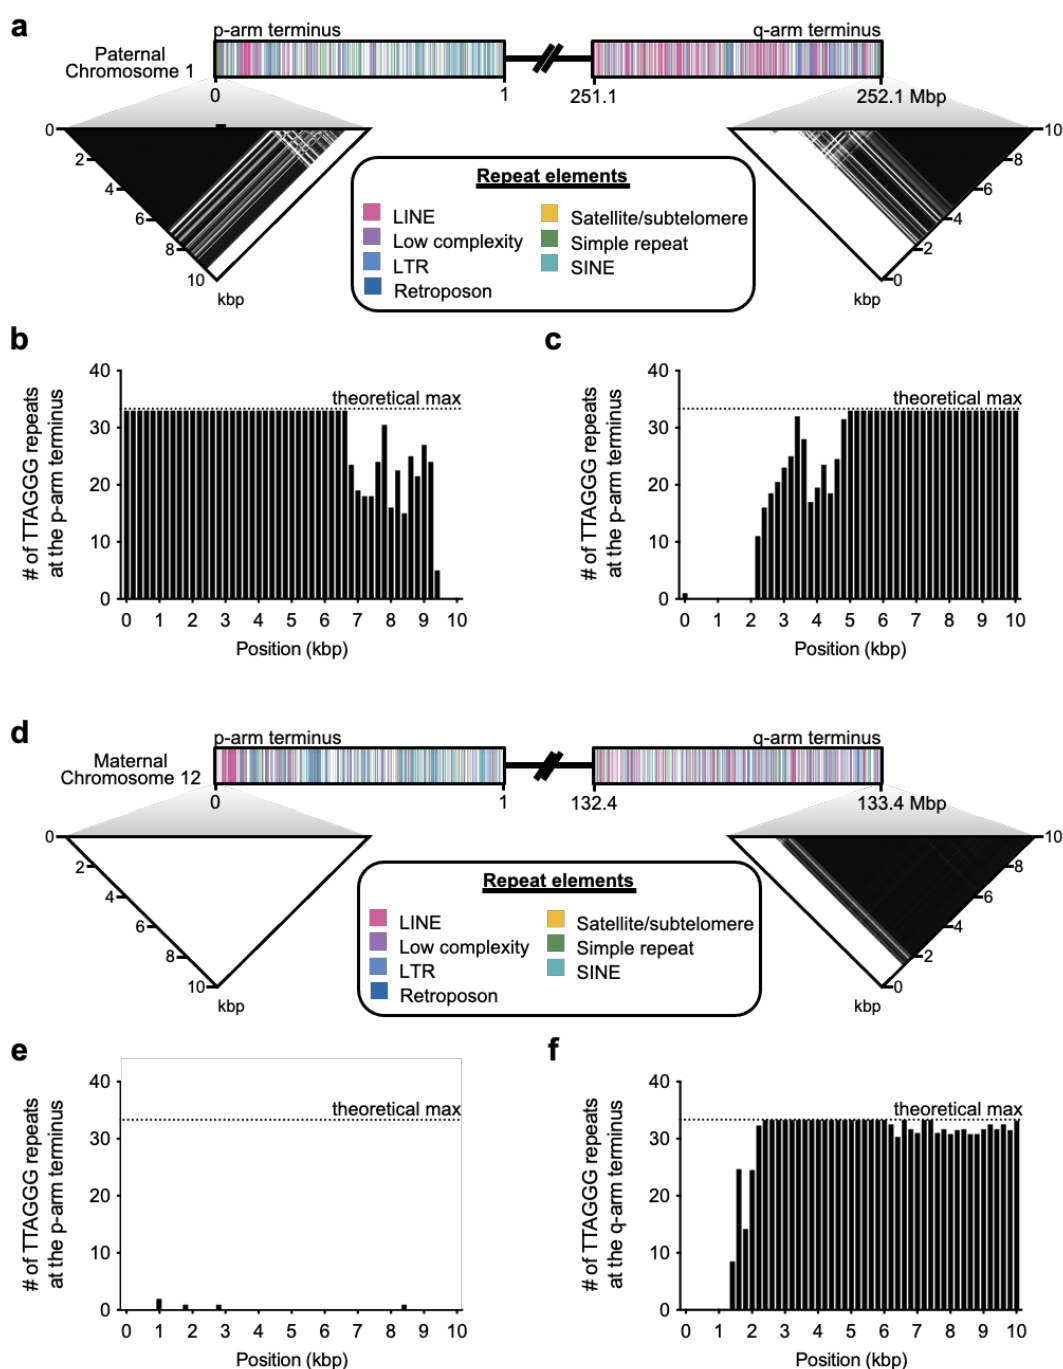 a
p-arm terminus
q-arm terminus
Paternal
Chromosome 1
0
1
251.1
252.1 Mbp
0
2
4
6
8
10
kbp
10
8
6
4
2
0
kbp
Repeat elements
LINE
Low complexity
LTR
Retroposon
Satellite/subtelomere
Simple repeat
SINE
b
# of TTAGGG repeats
at the p-arm terminus
40
30
20
10
0
theoretical max
0 1 2 3 4 5 6 7 8 9 10
Position (kbp)
c
# of TTAGGG repeats
at the p-arm terminus
40
30
20
10
0
theoretical max
0 1 2 3 4 5 6 7 8 9 10
Position (kbp)
d
p-arm terminus
q-arm terminus
Maternal
Chromosome 12
0
1
132.4
133.4 Mbp
0
2
4
6
8
10
kbp
10
8
6
4
2
0
kbp
Repeat elements
LINE
Low complexity
LTR
Retroposon
Satellite/subtelomere
Simple repeat
SINE
e
# of TTAGGG repeats
at the p-arm terminus
40
30
20
10
0
theoretical max
0 1 2 3 4 5 6 7 8 9 10
Position (kbp)
f
# of TTAGGG repeats
at the q-arm terminus
40
30
20
10
0
theoretical max
0 1 2 3 4 5 6 7 8 9 10
Position (kbp)